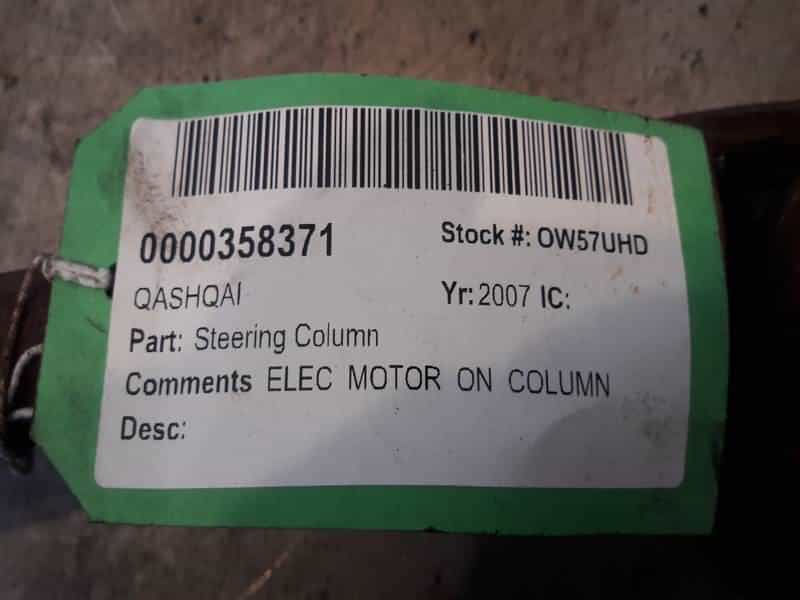 0000358371 Stock #: OW57UHD
QASHQAI Yr: 2007 IC:
Part: Steering Column
Comments ELEC MOTOR ON COLUMN
Desc: